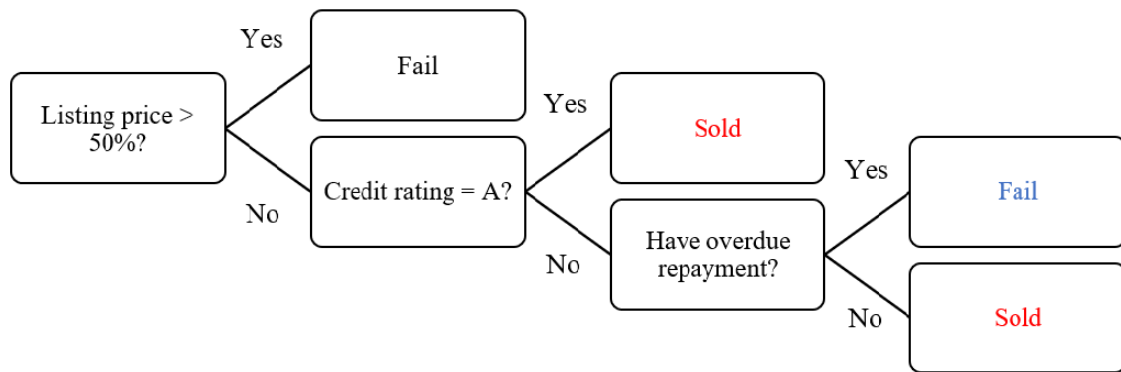 Yes
Fail
Listing price >
50%?
Yes
Sold
No
Credit rating = A?
Yes
Fail
No
Have overdue
repayment?
No
Sold